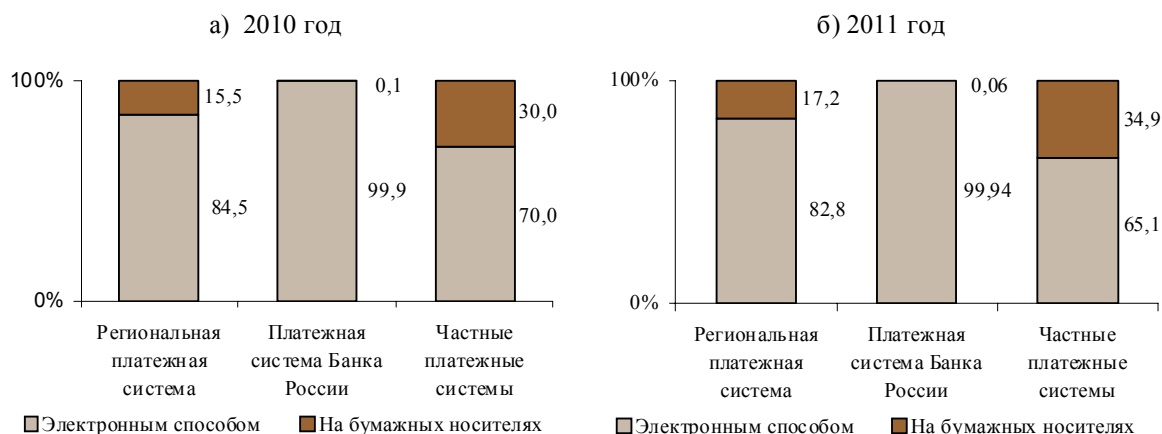 а) 2010 год
100%
15,5
0,1
30,0
84,5
99,9
70,0
0%
Региональная
платежная
система
Платежная
система Банка
России
Частные
платежные
системы
Электронным способом
На бумажных носителях
б) 2011 год
100%
17,2
0,06
34,9
82,8
99,94
65,1
0%
Региональная
платежная
система
Платежная
система Банка
России
Частные
платежные
системы
Электронным способом
На бумажных носителях